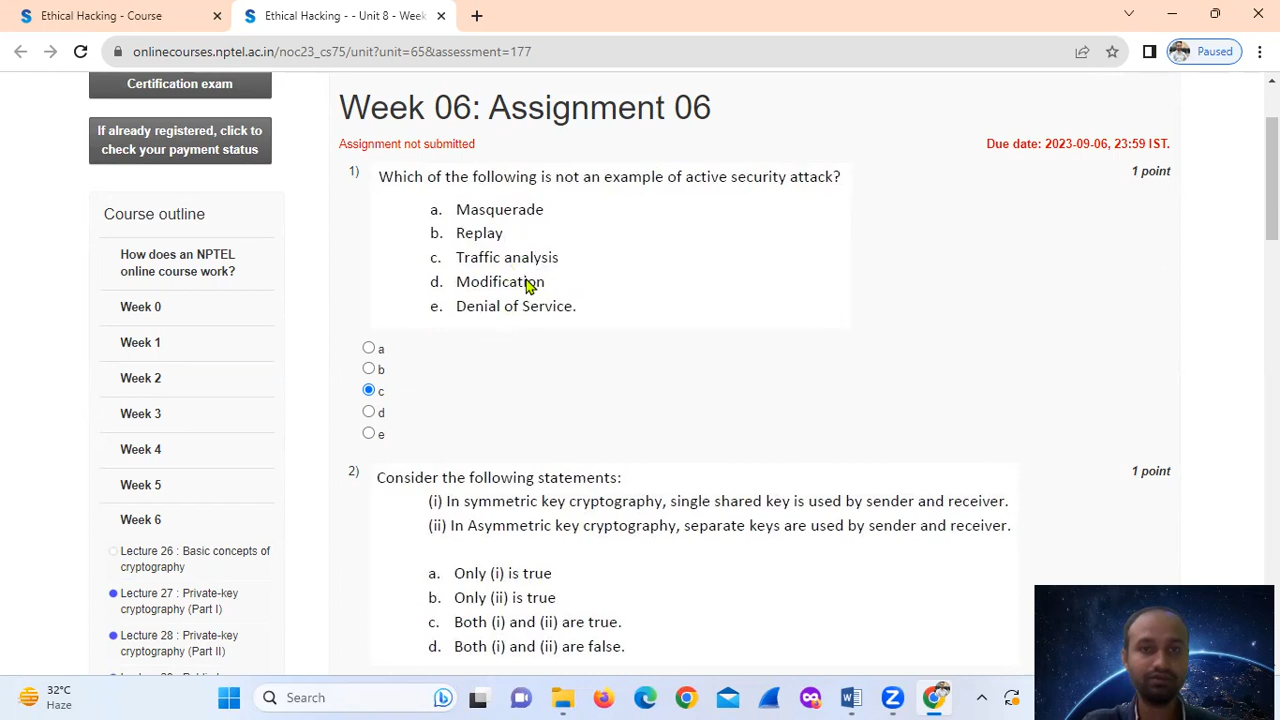 Ethical Hacking - Course
Ethical Hacking - - Unit 8 - Week
onlinecourses.nptel.ac.in/noc23_cs75/unit?unit=65&assessment=177
Paused
Certification exam
If already registered, click to
check your payment status
Course outline
How does an NPTEL
online course work?
Week 0
Week 1
Week 2
Week 3
Week 4
Week 5
Week 6
Lecture 26 : Basic concepts of
cryptography
Lecture 27 : Private-key
cryptography (Part I)
Lecture 28 : Private-key
cryptography (Part II)
Week 06: Assignment 06
Assignment not submitted
Due date: 2023-09-06, 23:59 IST.
1) Which of the following is not an example of active security attack? 1 point
a. Masquerade
b. Replay
c. Traffic analysis
d. Modification
e. Denial of Service.
a
b
c
d
e
2) Consider the following statements: 1 point
(i) In symmetric key cryptography, single shared key is used by sender and receiver.
(ii) In Asymmetric key cryptography, separate keys are used by sender and receiver.
a. Only (i) is true
b. Only (ii) is true
c. Both (i) and (ii) are true.
d. Both (i) and (ii) are false.
32°C
Haze
Search